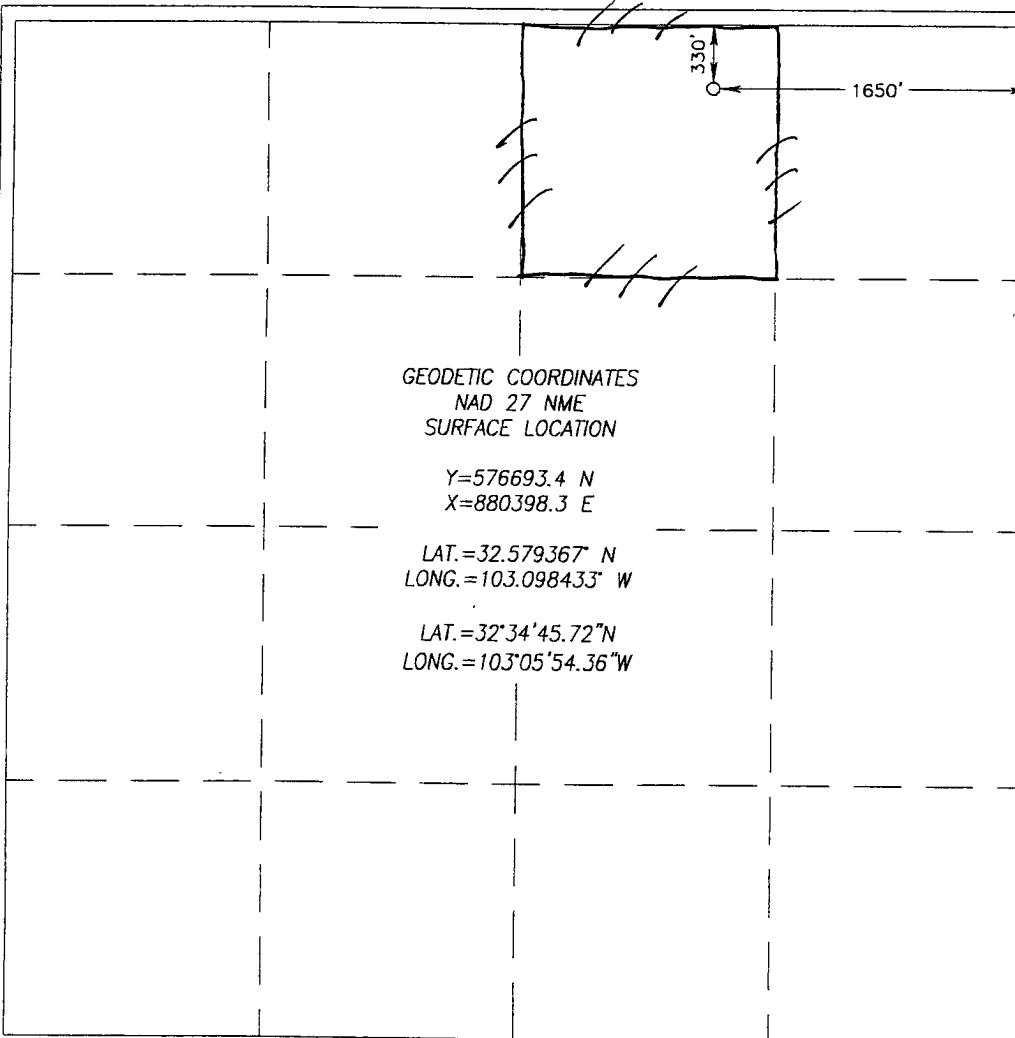 330'
1650'
GEODETIC COORDINATES
NAD 27 NME
SURFACE LOCATION
Y=576693.4 N
X=880398.3 E
LAT.=32.579367° N
LONG.=103.098433° W
LAT.=32°34'45.72"N
LONG.=103°05'54.36"W